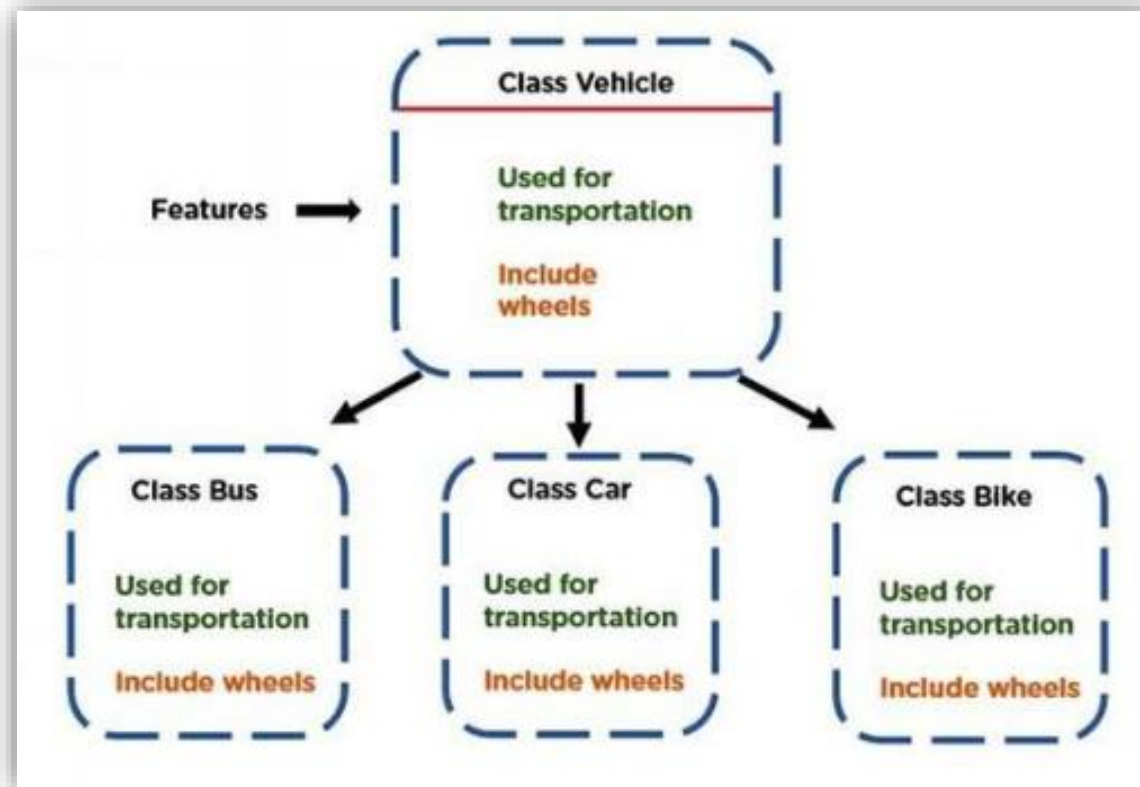 Class Vehicle
Features
Used for
transportation
Include
wheels
Class Bus
Used for
transportation
Include wheels
Class Car
Used for
transportation
Include wheels
Class Bike
Used for
transportation
Include wheels